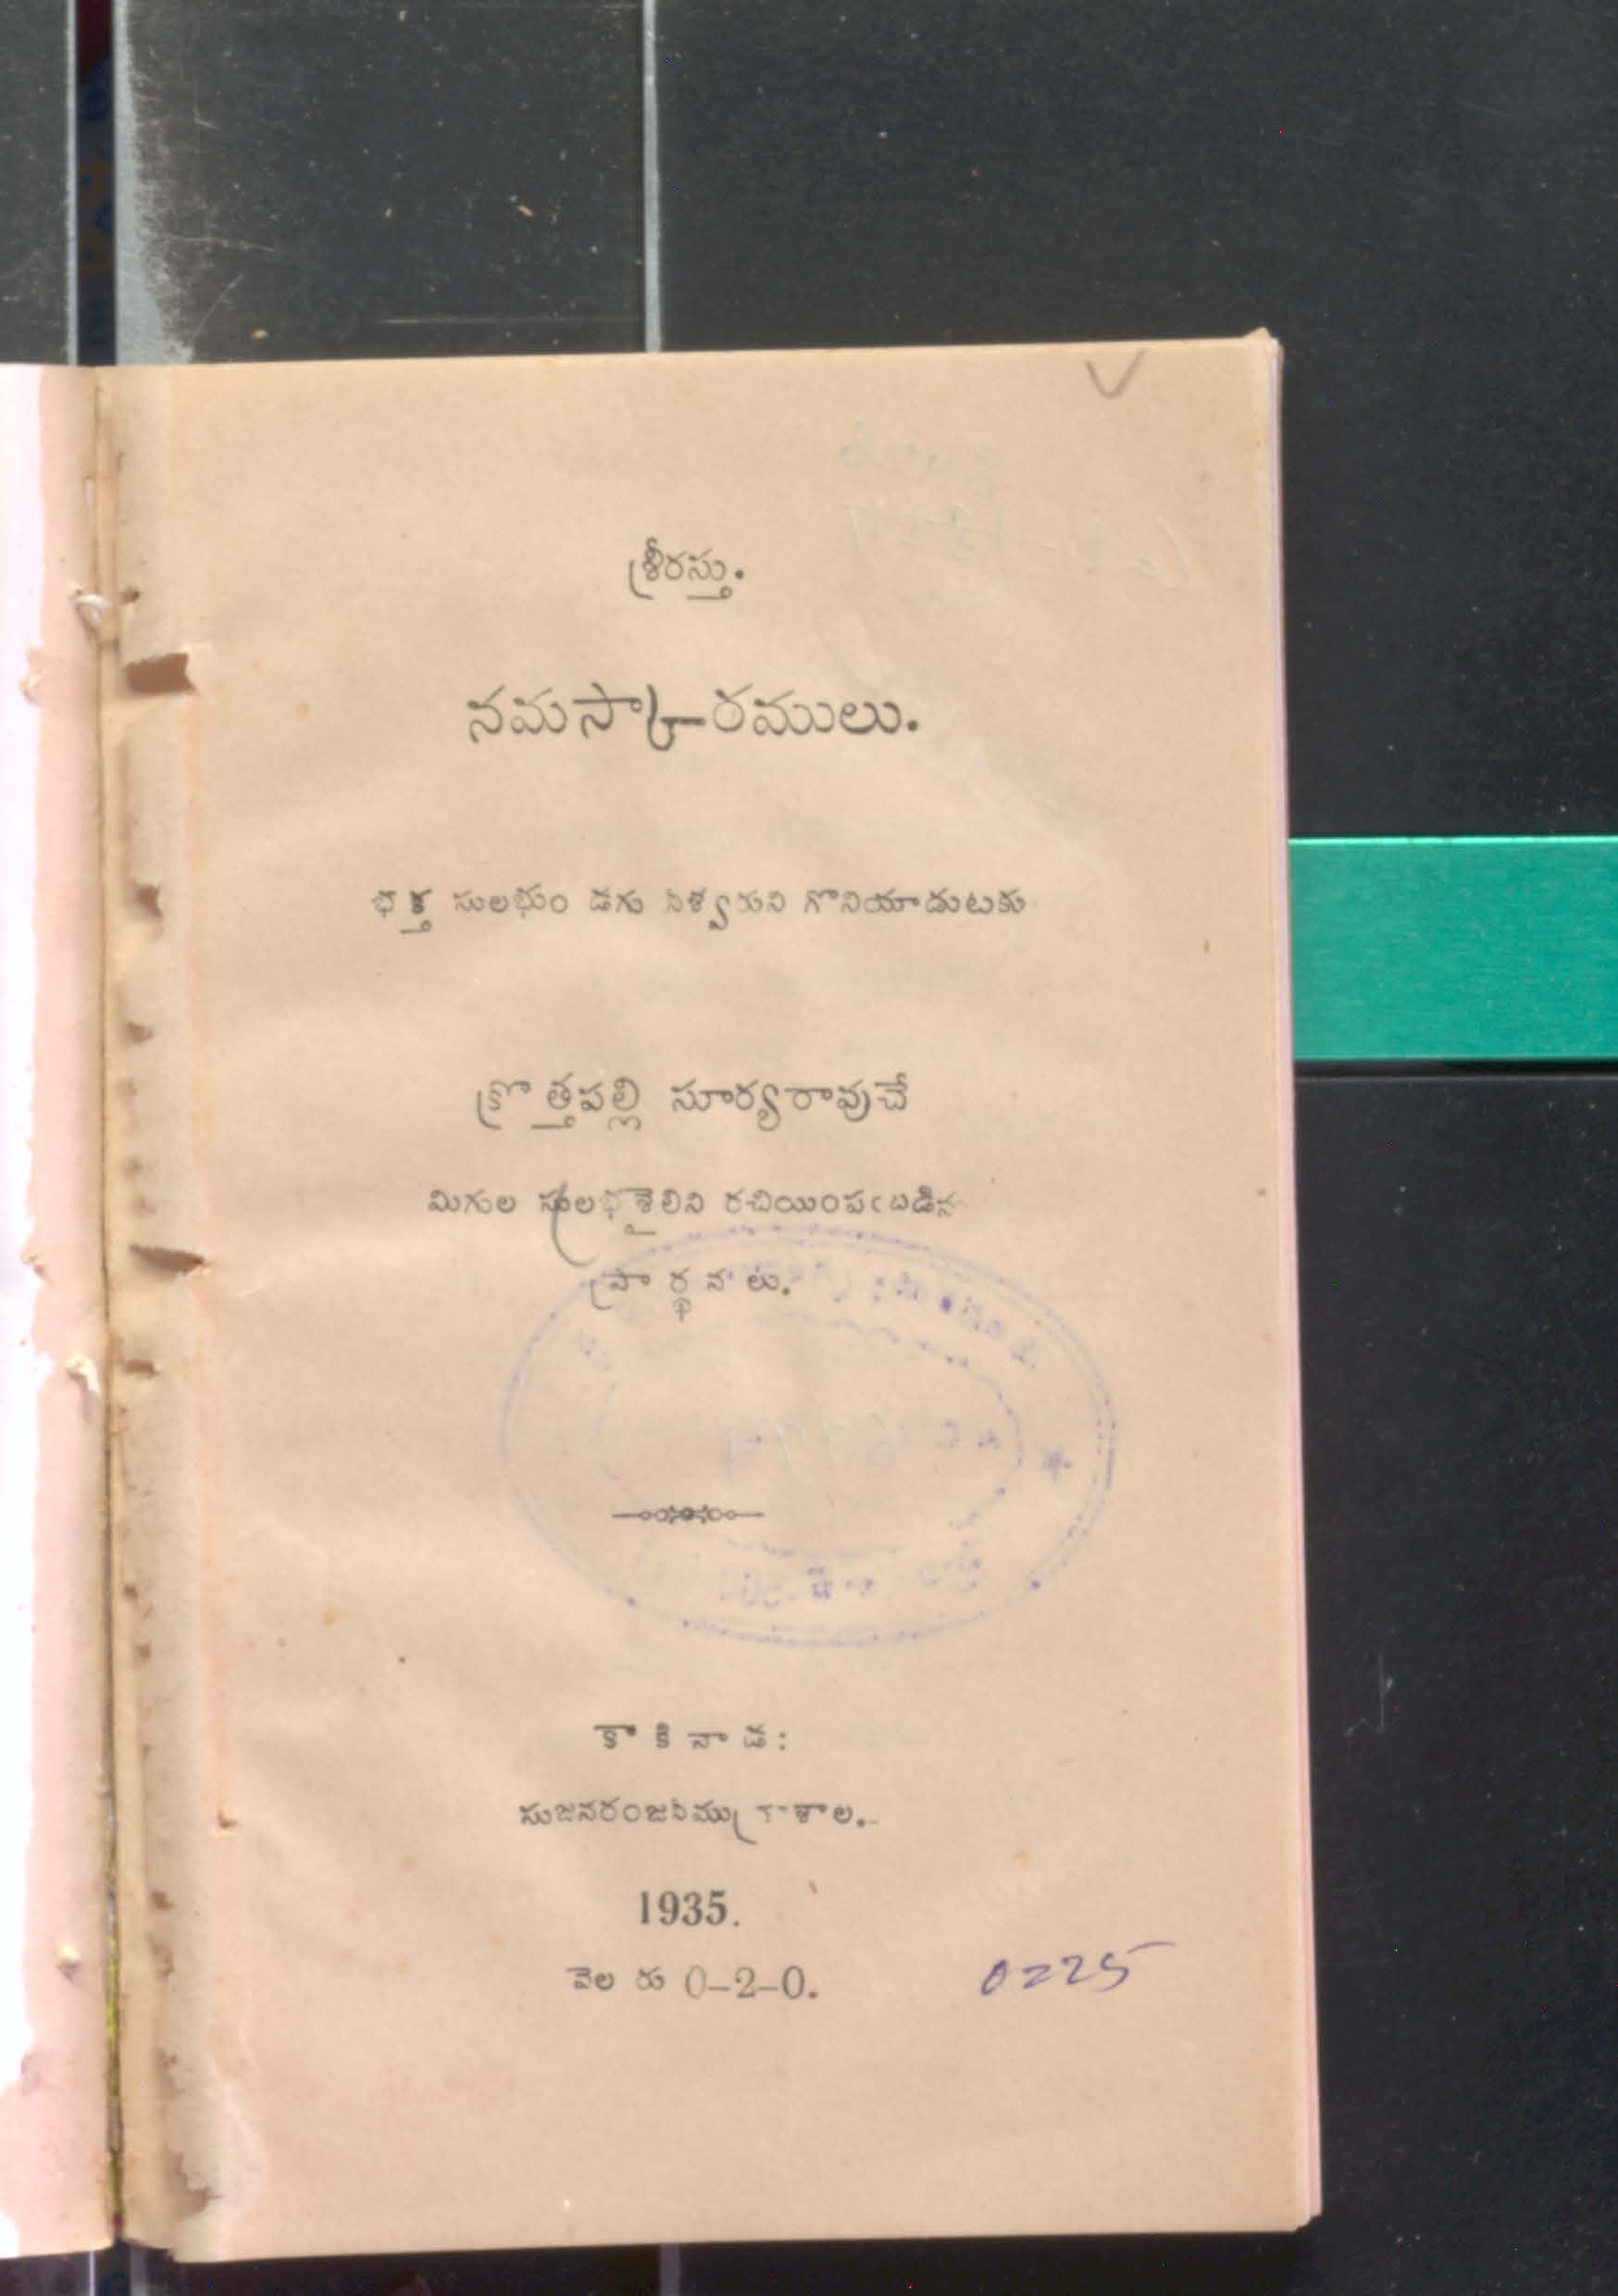 శ్రీరస్తు.
నమస్కారములు.
భక్త సులభుం డగు నీశ్వరుని గొనియాడుటకు
క్రొత్తపల్లి సూర్యరావుచే
మిగుల సులభశైలిని రచియింపఁబడిన
ప్రార్థనలు.
కాకినాడ:
సుజనరంజనీముద్రాశాల.
1935.
వెల రు 0-2-0.
0225